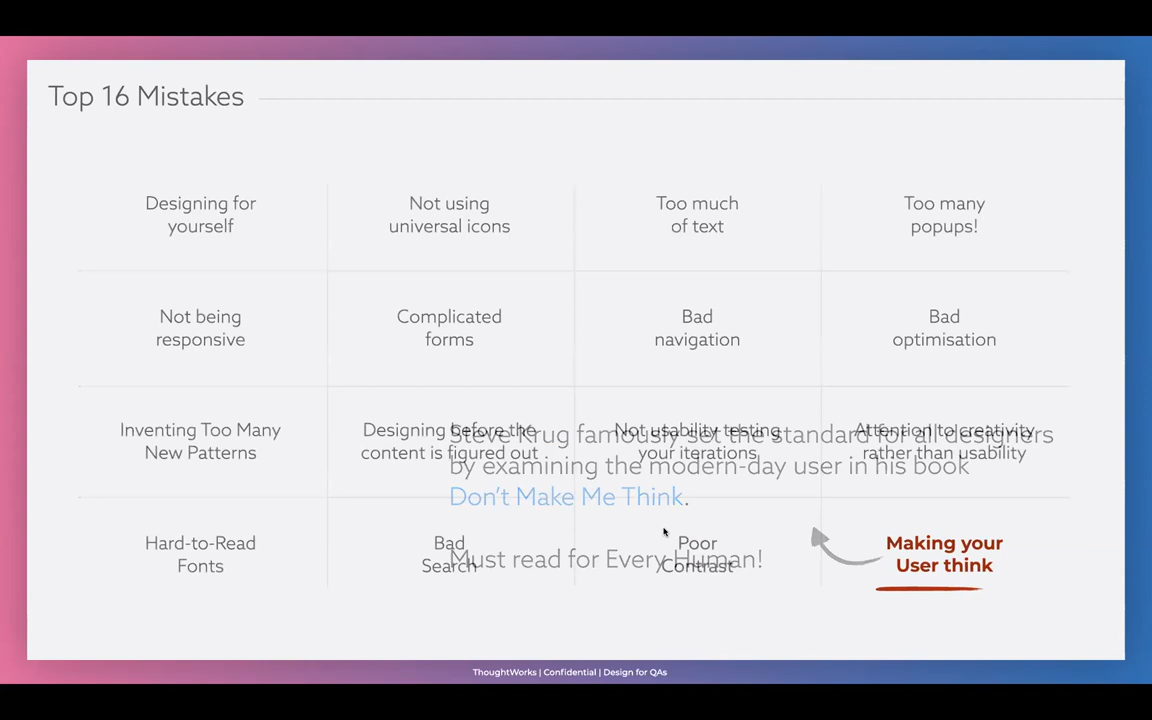 Top 16 Mistakes
Designing for
yourself
Not using
universal icons
Too much
of text
Too many
popups!
Not being
responsive
Complicated
forms
Bad
navigation
Bad
optimisation
Inventing Too Many
New Patterns
Designing before the
content is figured out
Not usability testing
your iterations
Attention to creativity
rather than usability
Steve Krug famously set the standard for all designers
by examining the modern-day user in his book
Don't Make Me Think.
Must read for Every Human!
Hard-to-Read
Fonts
Bad
Search
Poor
Contrast
Making your
User think
ThoughtWorks | Confidential | Design for QAs